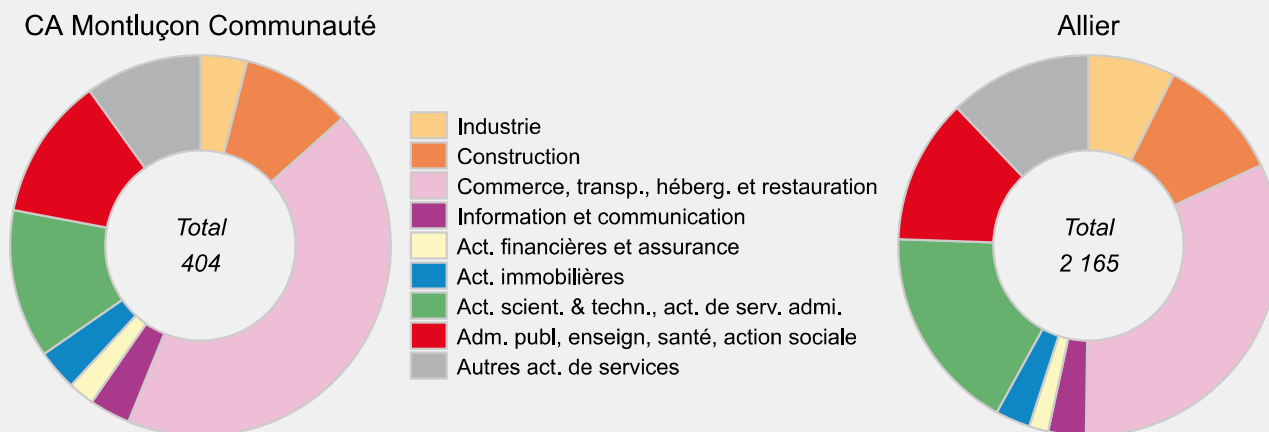 CA Montluçon Communauté
Total
404
Industrie
Construction
Commerce, transp., héberg. et restauration
Information et communication
Act. financières et assurance
Act. immobilières
Act. scient. & techn., act. de serv. admi.
Adm. publ, enseign, santé, action sociale
Autres act. de services
Allier
Total
2 165